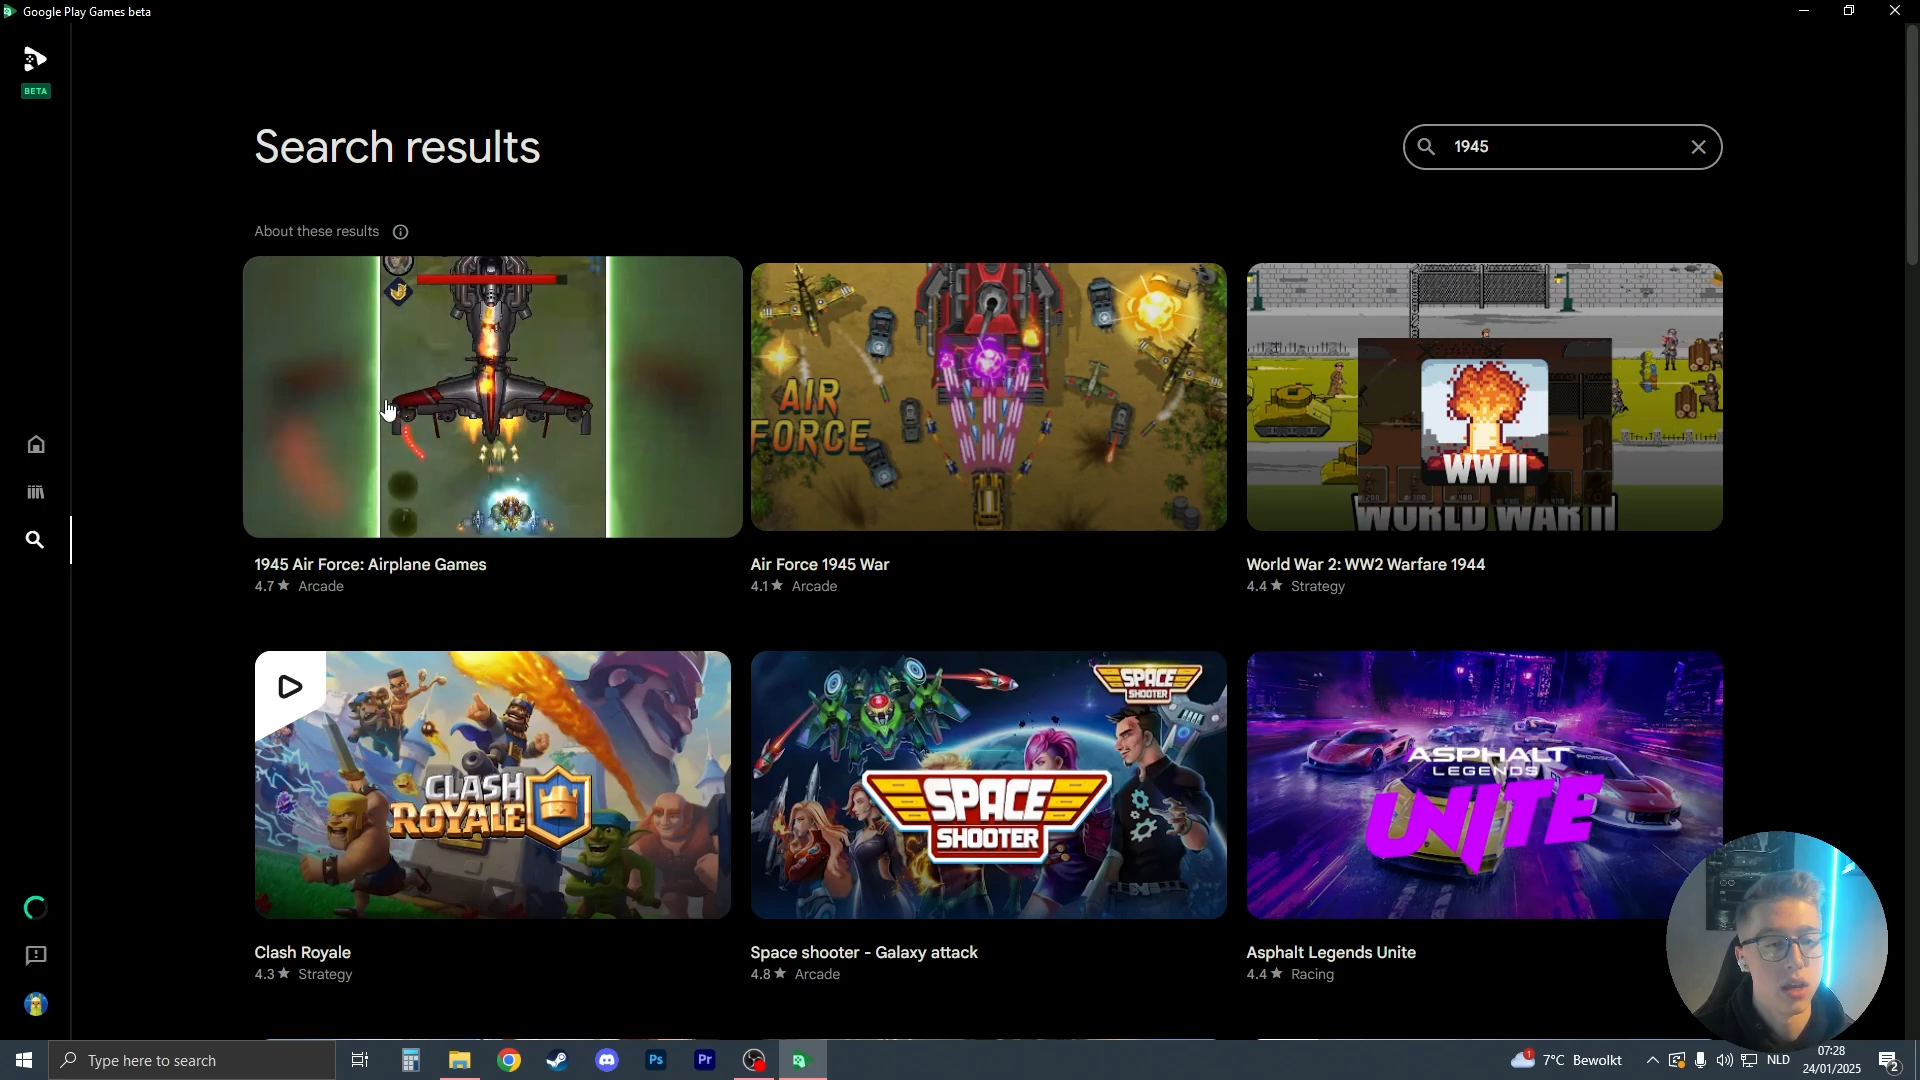 Google Play Games beta
BETA
Search results
1945
About these results
AIR
FORCE
WW II
WORLD WAR II
1945 Air Force: Airplane Games
4.7★ Arcade
Air Force 1945 War
4.1★ Arcade
World War 2: WW2 Warfare 1944
4.4★ Strategy
CLASH
ROYALE
SPACE
SHOOTER
SPACE
SHOOTER
ASPHALT
LEGENDS
UNITE
Clash Royale
4.3★ Strategy
Space shooter - Galaxy attack
4.8★ Arcade
Asphalt Legends Unite
4.4★ Racing
Type here to search
Ps
Pr
1
7°C Bewolkt
NLD
07:28
24/01/2025
2